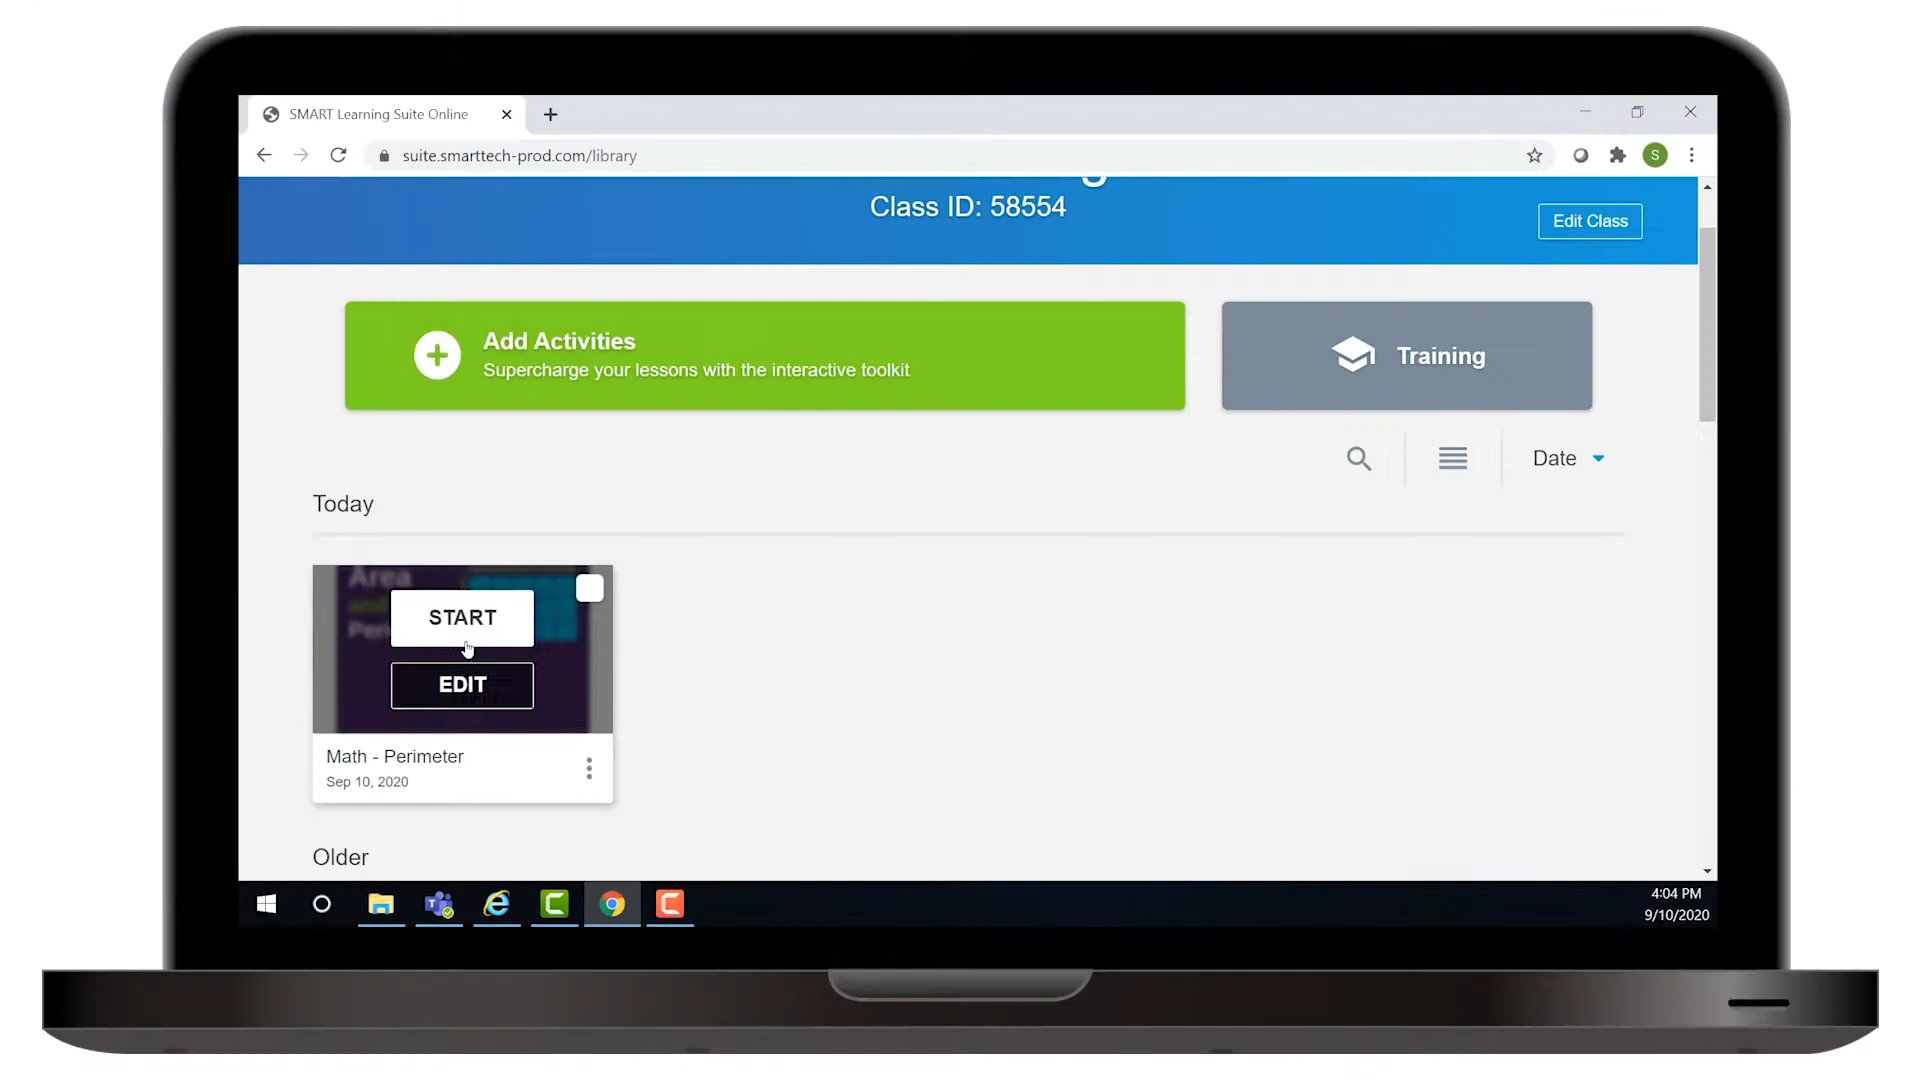 SMART Learning Suite Online
suite.smarttech-prod.com/library
S
Class ID: 58554
Edit Class
Add Activities
Supercharge your lessons with the interactive toolkit
Training
Date
Today
Area
START
EDIT
Math - Perimeter
Sep 10, 2020
Older
4:04 PM
9/10/2020